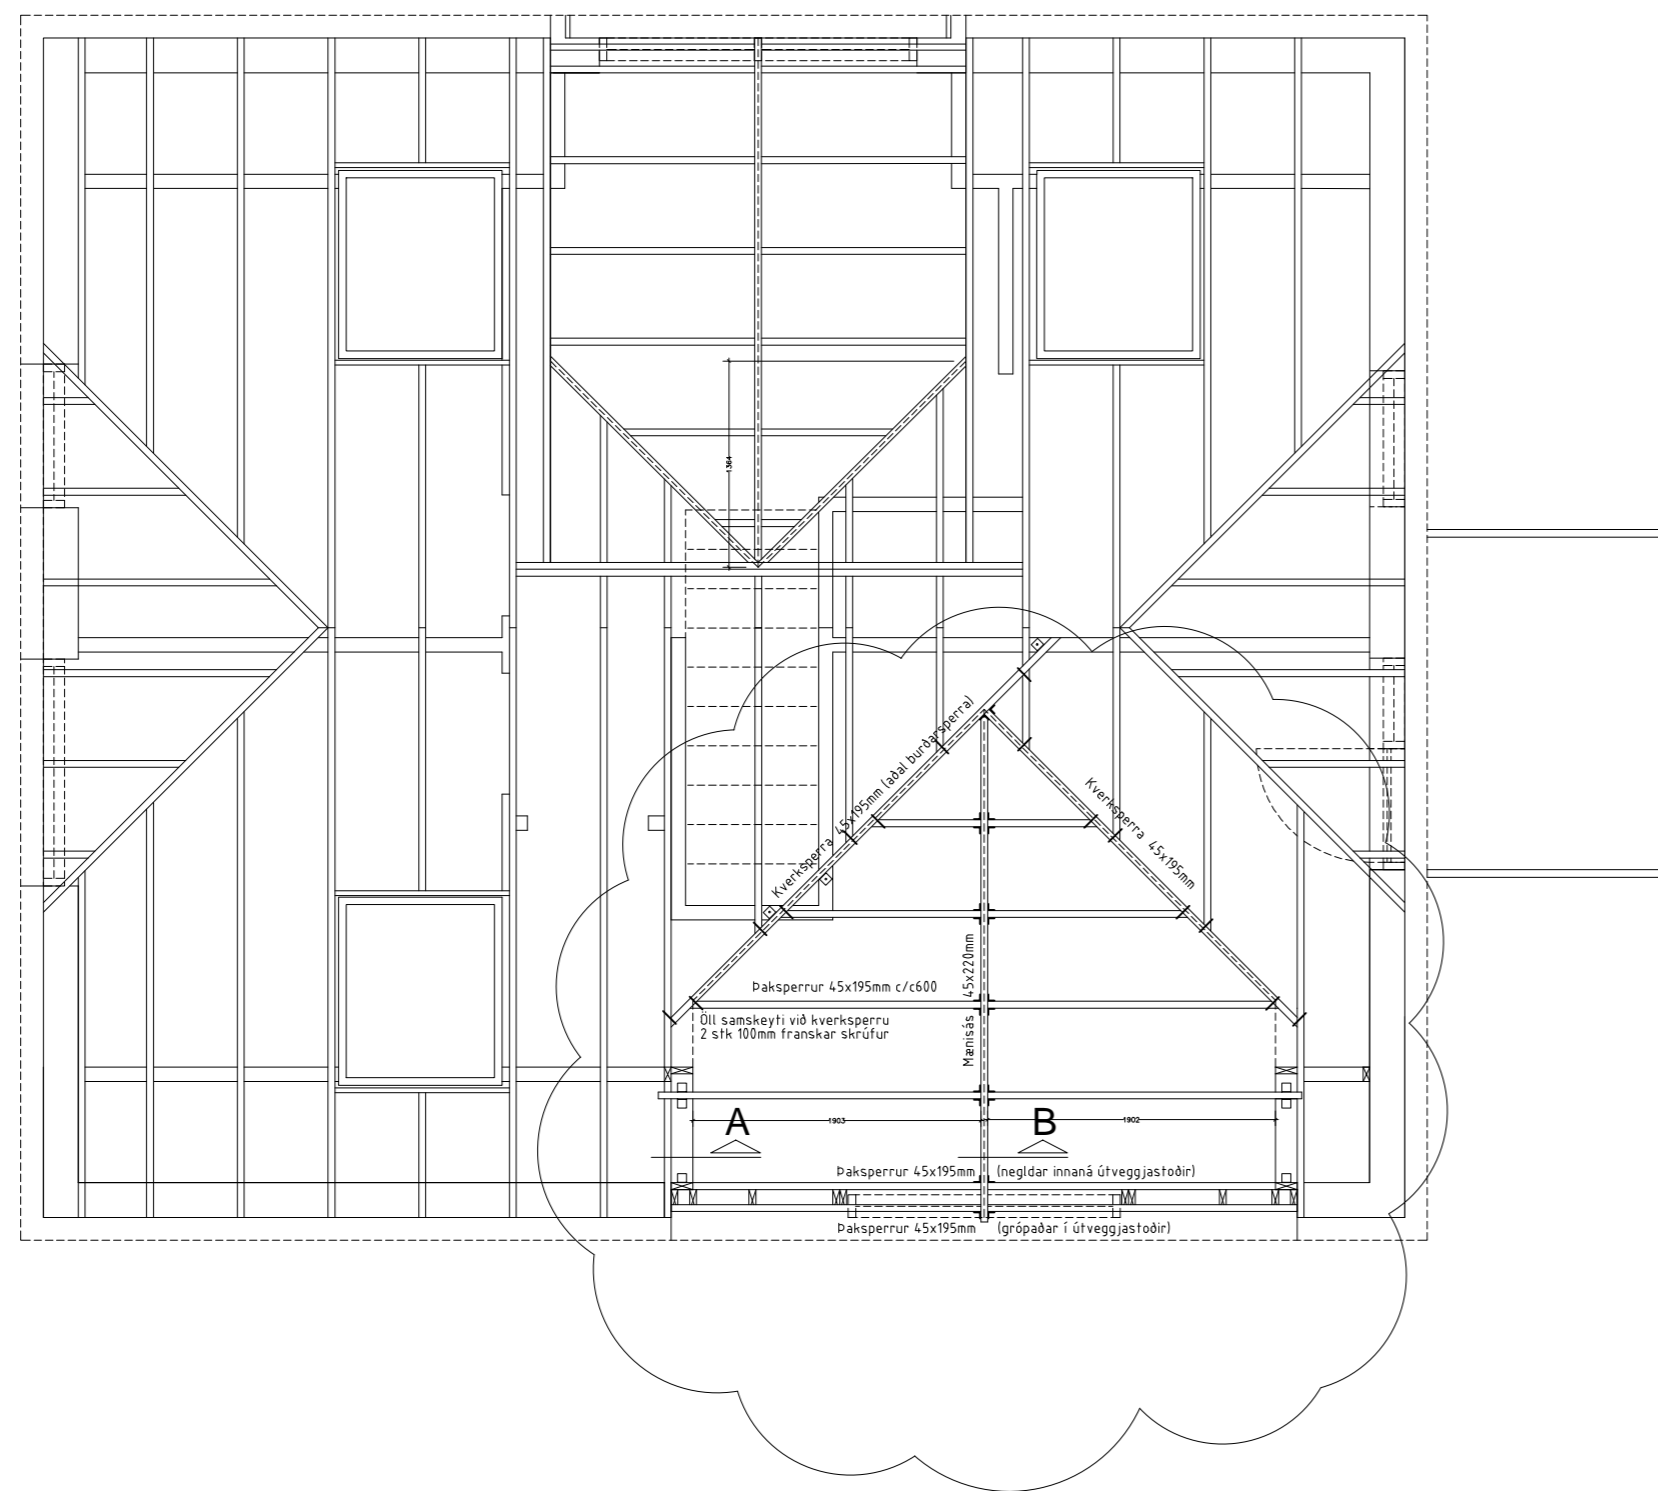 1364
Kverksperra 45x195mm (aðal burðarsperra)
Kverksperra 45x195mm
Mænisás 45x220mm
Þaksperrur 45x195mm c/c600
Öll samskeyti við kverksperru
2 stk 100mm franskar skrúfur
A
B
1903
1902
Þaksperrur 45x195mm (negldar innaná útveggjastoðir)
Þaksperrur 45x195mm (grópaðar í útveggjastoðir)